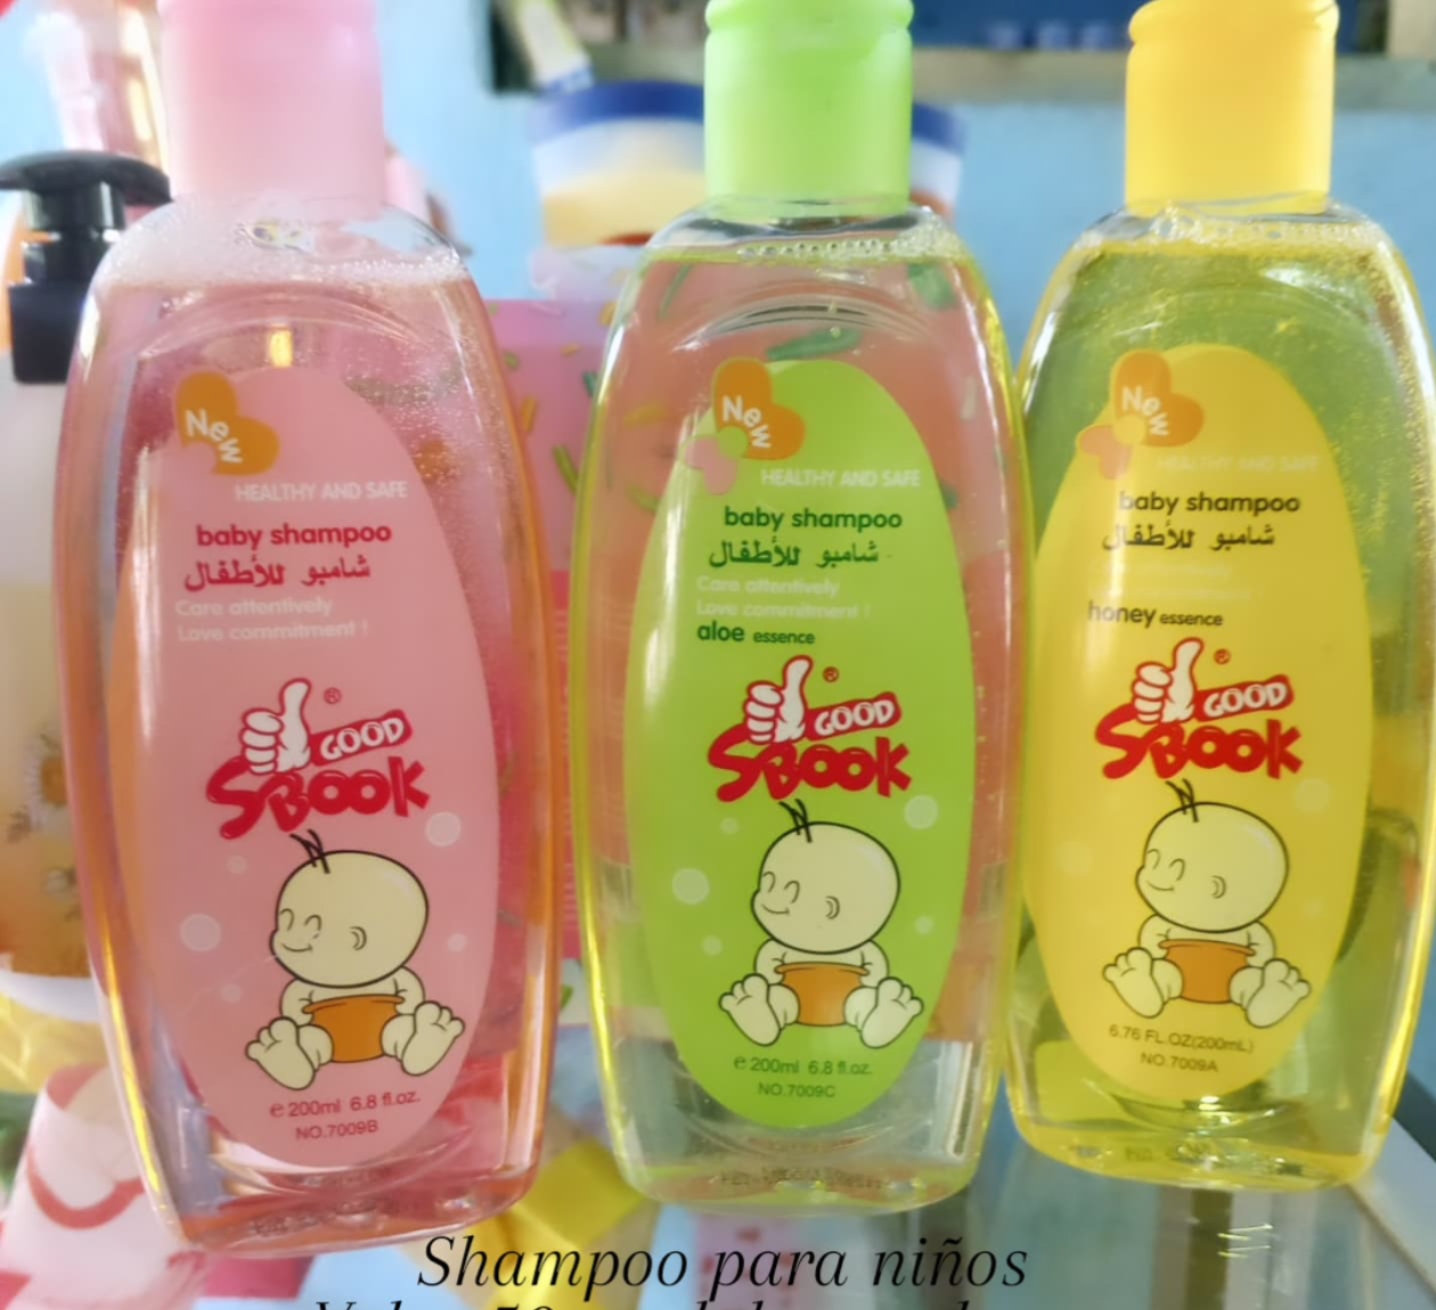 New
HEALTHY AND SAFE
baby shampoo
شامبو للأطفال
Care attentively
Love commitment !
GOOD
SBOOK
℮ 200ml 6.8 fl.oz.
NO.7009B
New
HEALTHY AND SAFE
baby shampoo
شامبو للأطفال
Care attentively
Love commitment !
aloe essence
GOOD
SBOOK
℮ 200ml 6.8 fl.oz.
NO.7009C
New
HEALTHY AND SAFE
baby shampoo
شامبو للأطفال
honey essence
GOOD
SBOOK
6.76 FL.OZ(200mL)
NO.7009A
Shampoo para niños